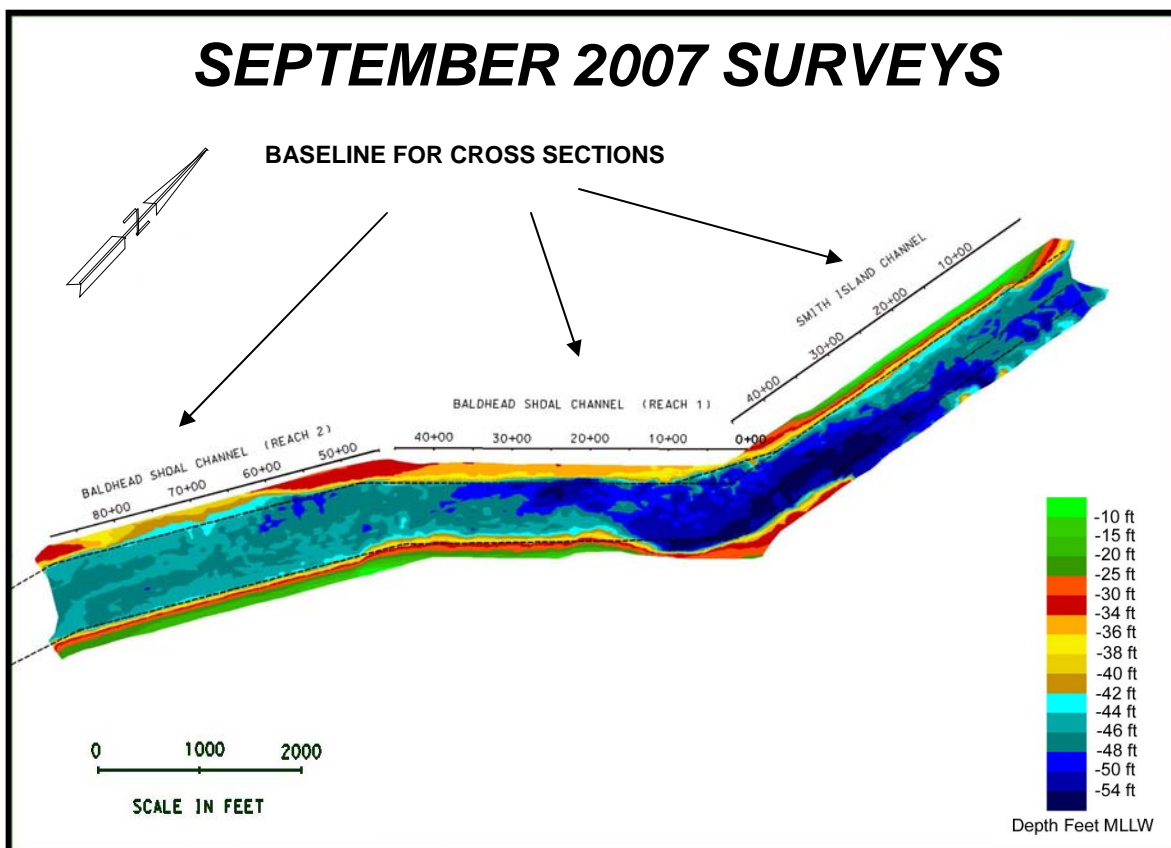 SEPTEMBER 2007 SURVEYS
BASELINE FOR CROSS SECTIONS
N
SMITH ISLAND CHANNEL
40+00 30+00 20+00 10+00
BALDHEAD SHOAL CHANNEL (REACH 1)
40+00 30+00 20+00 10+00 0+00
BALDHEAD SHOAL CHANNEL (REACH 2)
80+00 70+00 60+00 50+00
0 1000 2000
SCALE IN FEET
-10 ft
-15 ft
-20 ft
-25 ft
-30 ft
-34 ft
-36 ft
-38 ft
-40 ft
-42 ft
-44 ft
-46 ft
-48 ft
-50 ft
-54 ft
Depth Feet MLLW